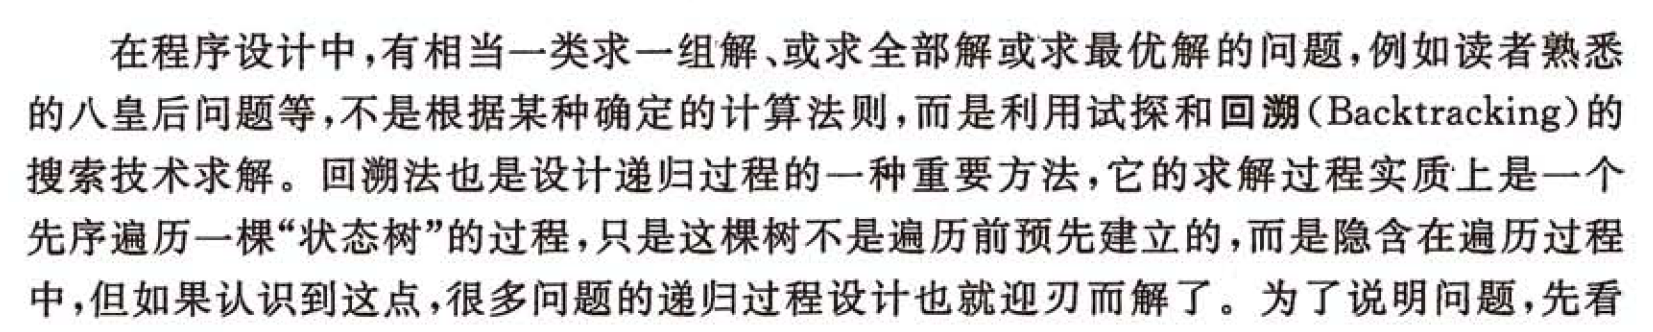 在程序设计中,有相当一类求一组解、或求全部解或求最优解的问题,例如读者熟悉
的八皇后问题等,不是根据某种确定的计算法则,而是利用试探和回溯(Backtracking)的
搜索技术求解。回溯法也是设计递归过程的一种重要方法,它的求解过程实质上是一个
先序遍历一棵“状态树”的过程,只是这棵树不是遍历前预先建立的,而是隐含在遍历过程
中,但如果认识到这点,很多问题的递归过程设计也就迎刃而解了。为了说明问题,先看